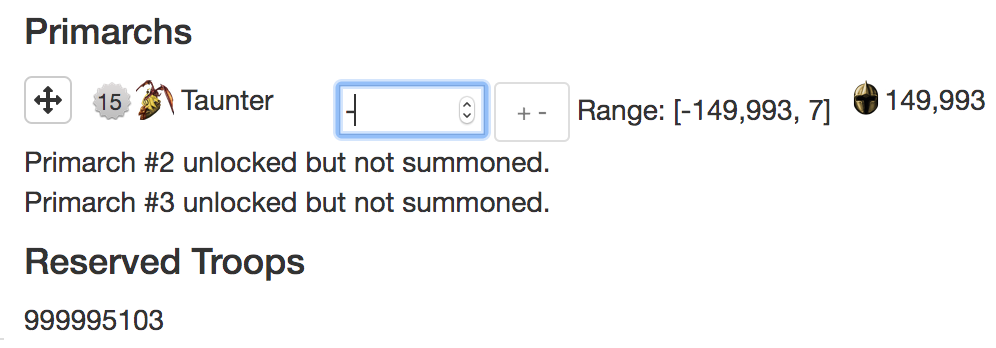 Primarchs
15 Taunter - + - Range: [-149,993, 7] 149,993
Primarch #2 unlocked but not summoned.
Primarch #3 unlocked but not summoned.
Reserved Troops
999995103